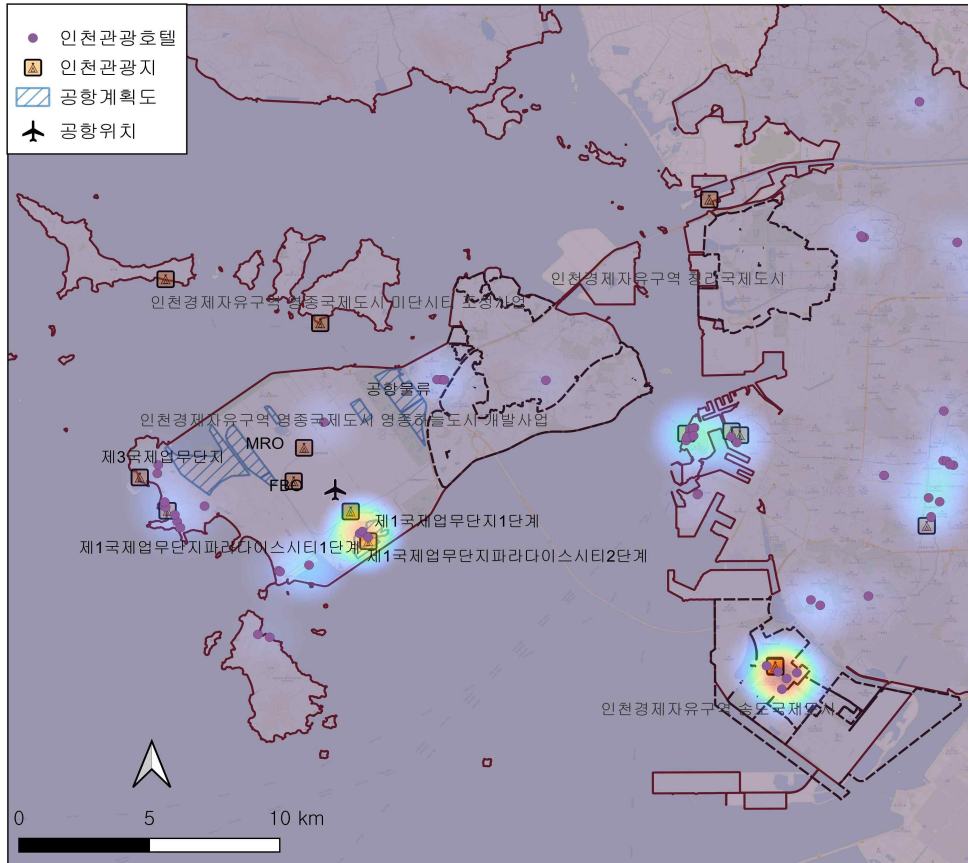 인천관광호텔
인천관광지
공항계획도
공항위치
인천경제자유구역 청라국제도시
인천경제자유구역 영종국제도시 미단시티 조성사업
공항물류
인천경제자유구역 영종국제도시 영종하늘도시 개발사업
MRO
제3국제업무단지
FBO
제1국제업무단지1단계
제1국제업무단지파라다이스시티1단계
제1국제업무단지파라다이스시티2단계
인천경제자유구역 송도국제도시
0 5 10 km